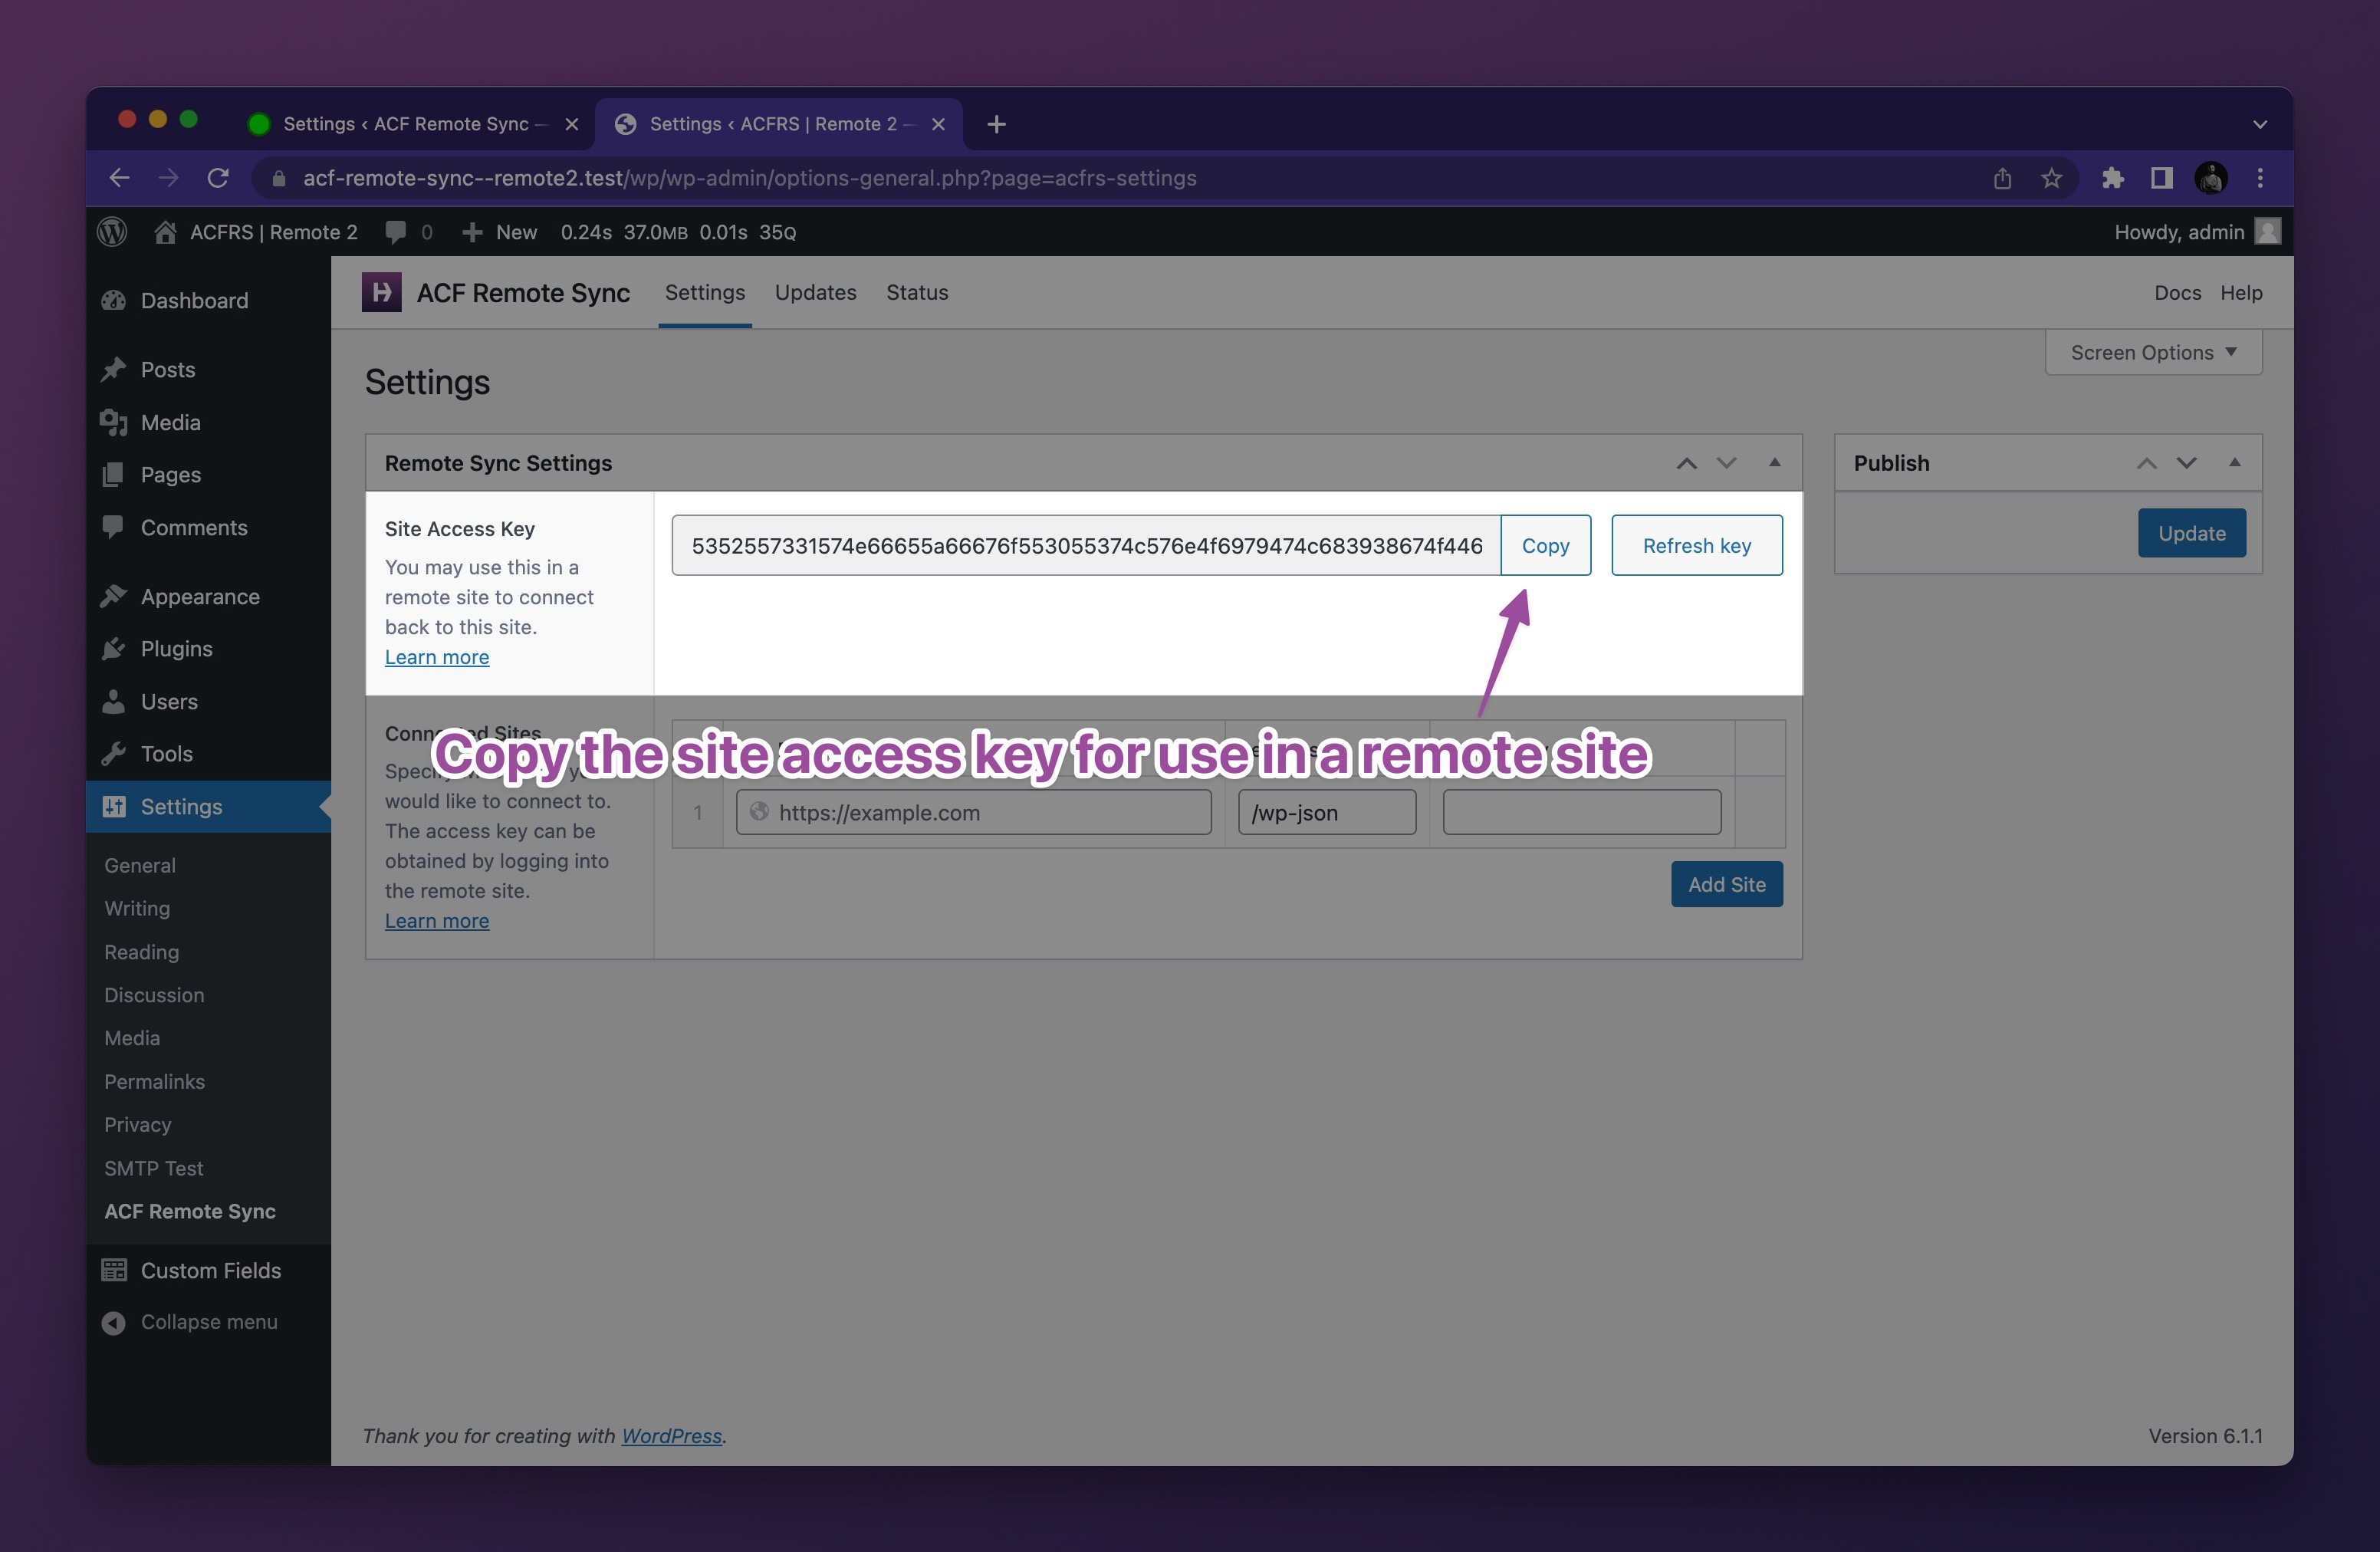 Settings ‹ ACF Remote Sync —
Settings ‹ ACFRS | Remote 2 —
acf-remote-sync--remote2.test/wp/wp-admin/options-general.php?page=acfrs-settings
ACFRS | Remote 2 0 New 0.24s 37.0MB 0.01s 35Q
Howdy, admin
Dashboard
Posts
Media
Pages
Comments
Appearance
Plugins
Users
Tools
Settings
General
Writing
Reading
Discussion
Media
Permalinks
Privacy
SMTP Test
ACF Remote Sync
Custom Fields
Collapse menu
ACF Remote Sync Settings Updates Status
Docs Help
Screen Options
Settings
Remote Sync Settings
Site Access Key
You may use this in a
remote site to connect
back to this site.
Learn more
5352557331574e66655a66676f553055374c576e4f6979474c683938674f446
Copy
Refresh key
Copy the site access key for use in a remote site
Sites
would like to connect to.
The access key can be
obtained by logging into
the remote site.
Learn more
1 https://example.com /wp-json
Add Site
Publish
Update
Thank you for creating with WordPress.
Version 6.1.1